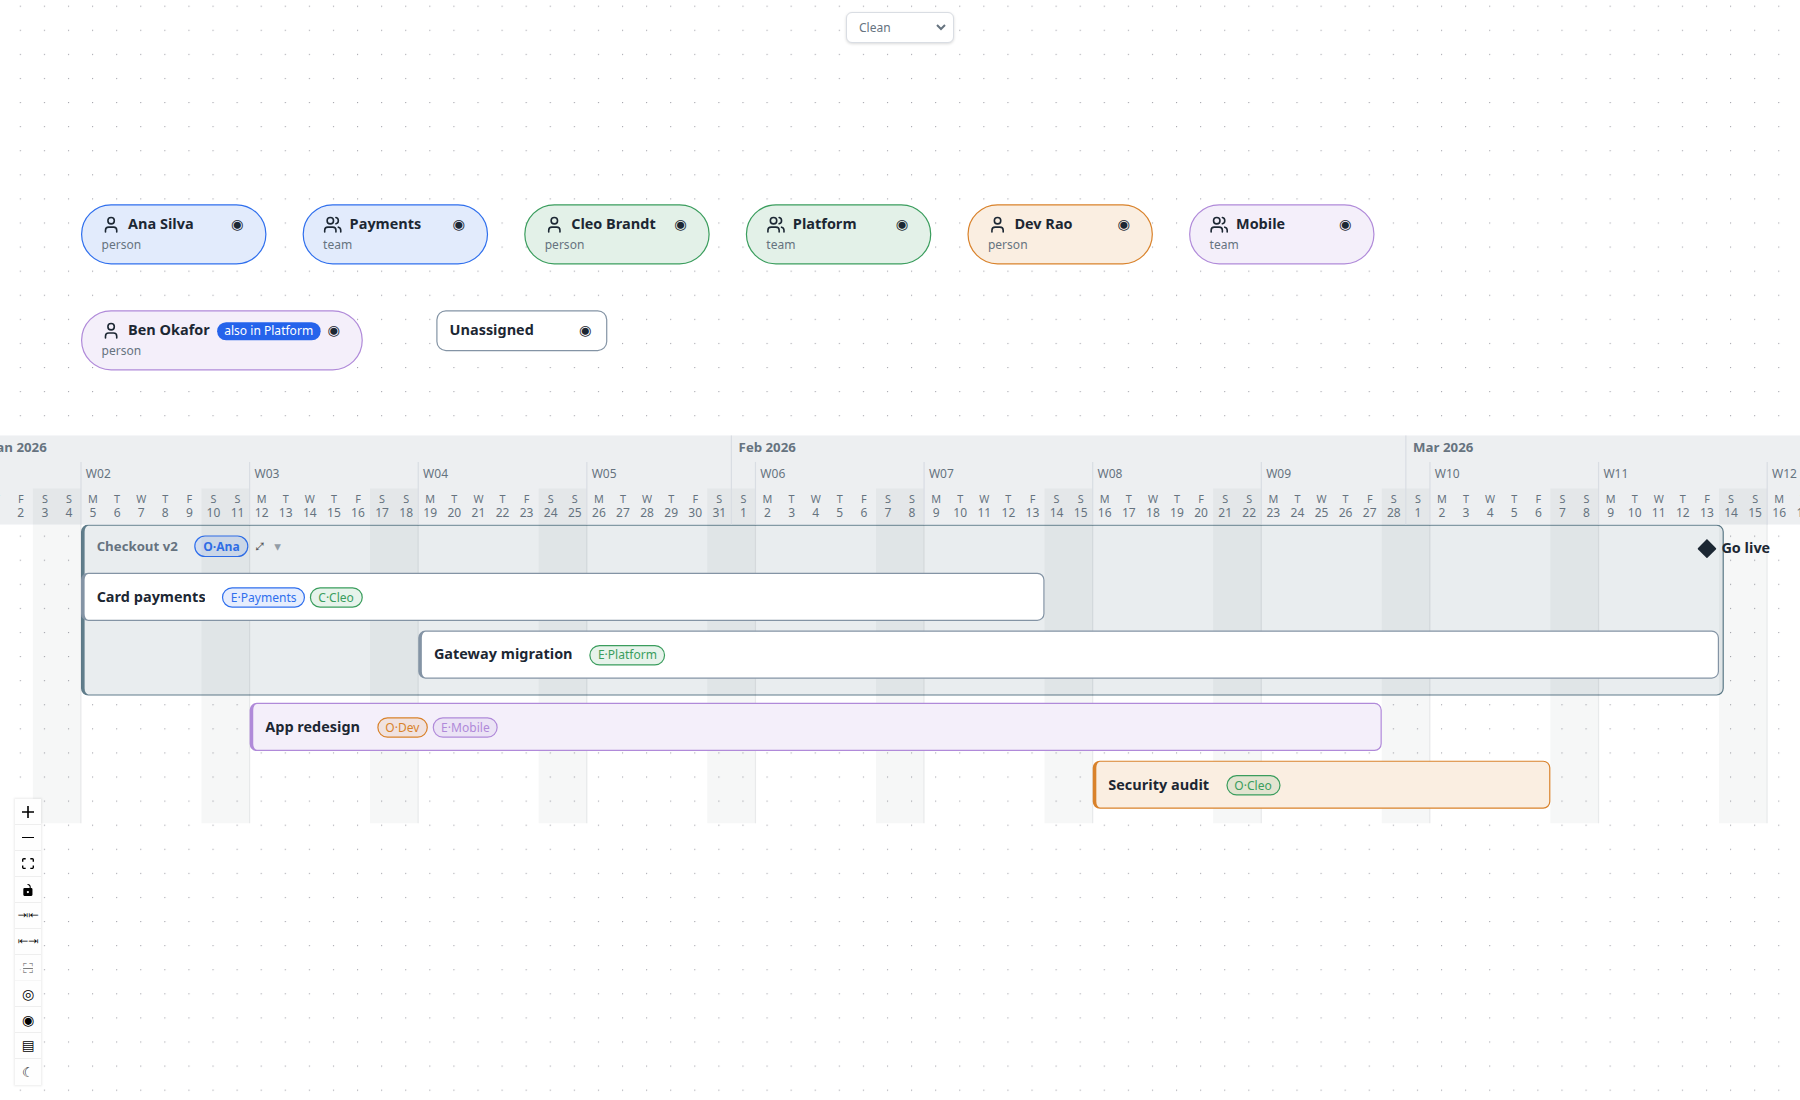 Clean
Ana Silva
person
Payments
team
Cleo Brandt
person
Platform
team
Dev Rao
person
Mobile
team
Ben Okafor also in Platform
person
Unassigned
an 2026 Feb 2026 Mar 2026
W02 W03 W04 W05 W06 W07 W08 W09 W10 W11 W12
F S S M T W T F S S M T W T F S S M T W T F S S M T W T F S S M T W T F S S M T W T F S S M T W T F S S M T W T F S S M T W T F S S M T W T F S S M
2 3 4 5 6 7 8 9 10 11 12 13 14 15 16 17 18 19 20 21 22 23 24 25 26 27 28 29 30 31 1 2 3 4 5 6 7 8 9 10 11 12 13 14 15 16 17 18 19 20 21 22 23 24 25 26 27 28 1 2 3 4 5 6 7 8 9 10 11 12 13 14 15 16
Checkout v2 O·Ana
Go live
Card payments E·Payments C·Cleo
Gateway migration E·Platform
App redesign O·Dev E·Mobile
Security audit O·Cleo